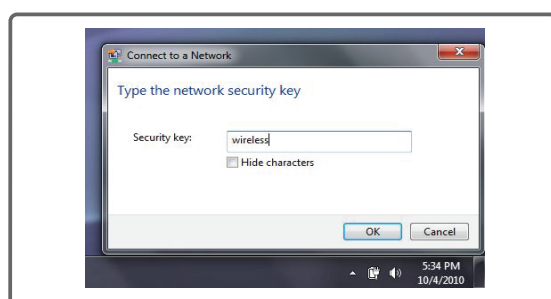 Connect to a Network
Type the network security key
Security key: wireless
Hide characters
OK Cancel
5:34 PM
10/4/2010